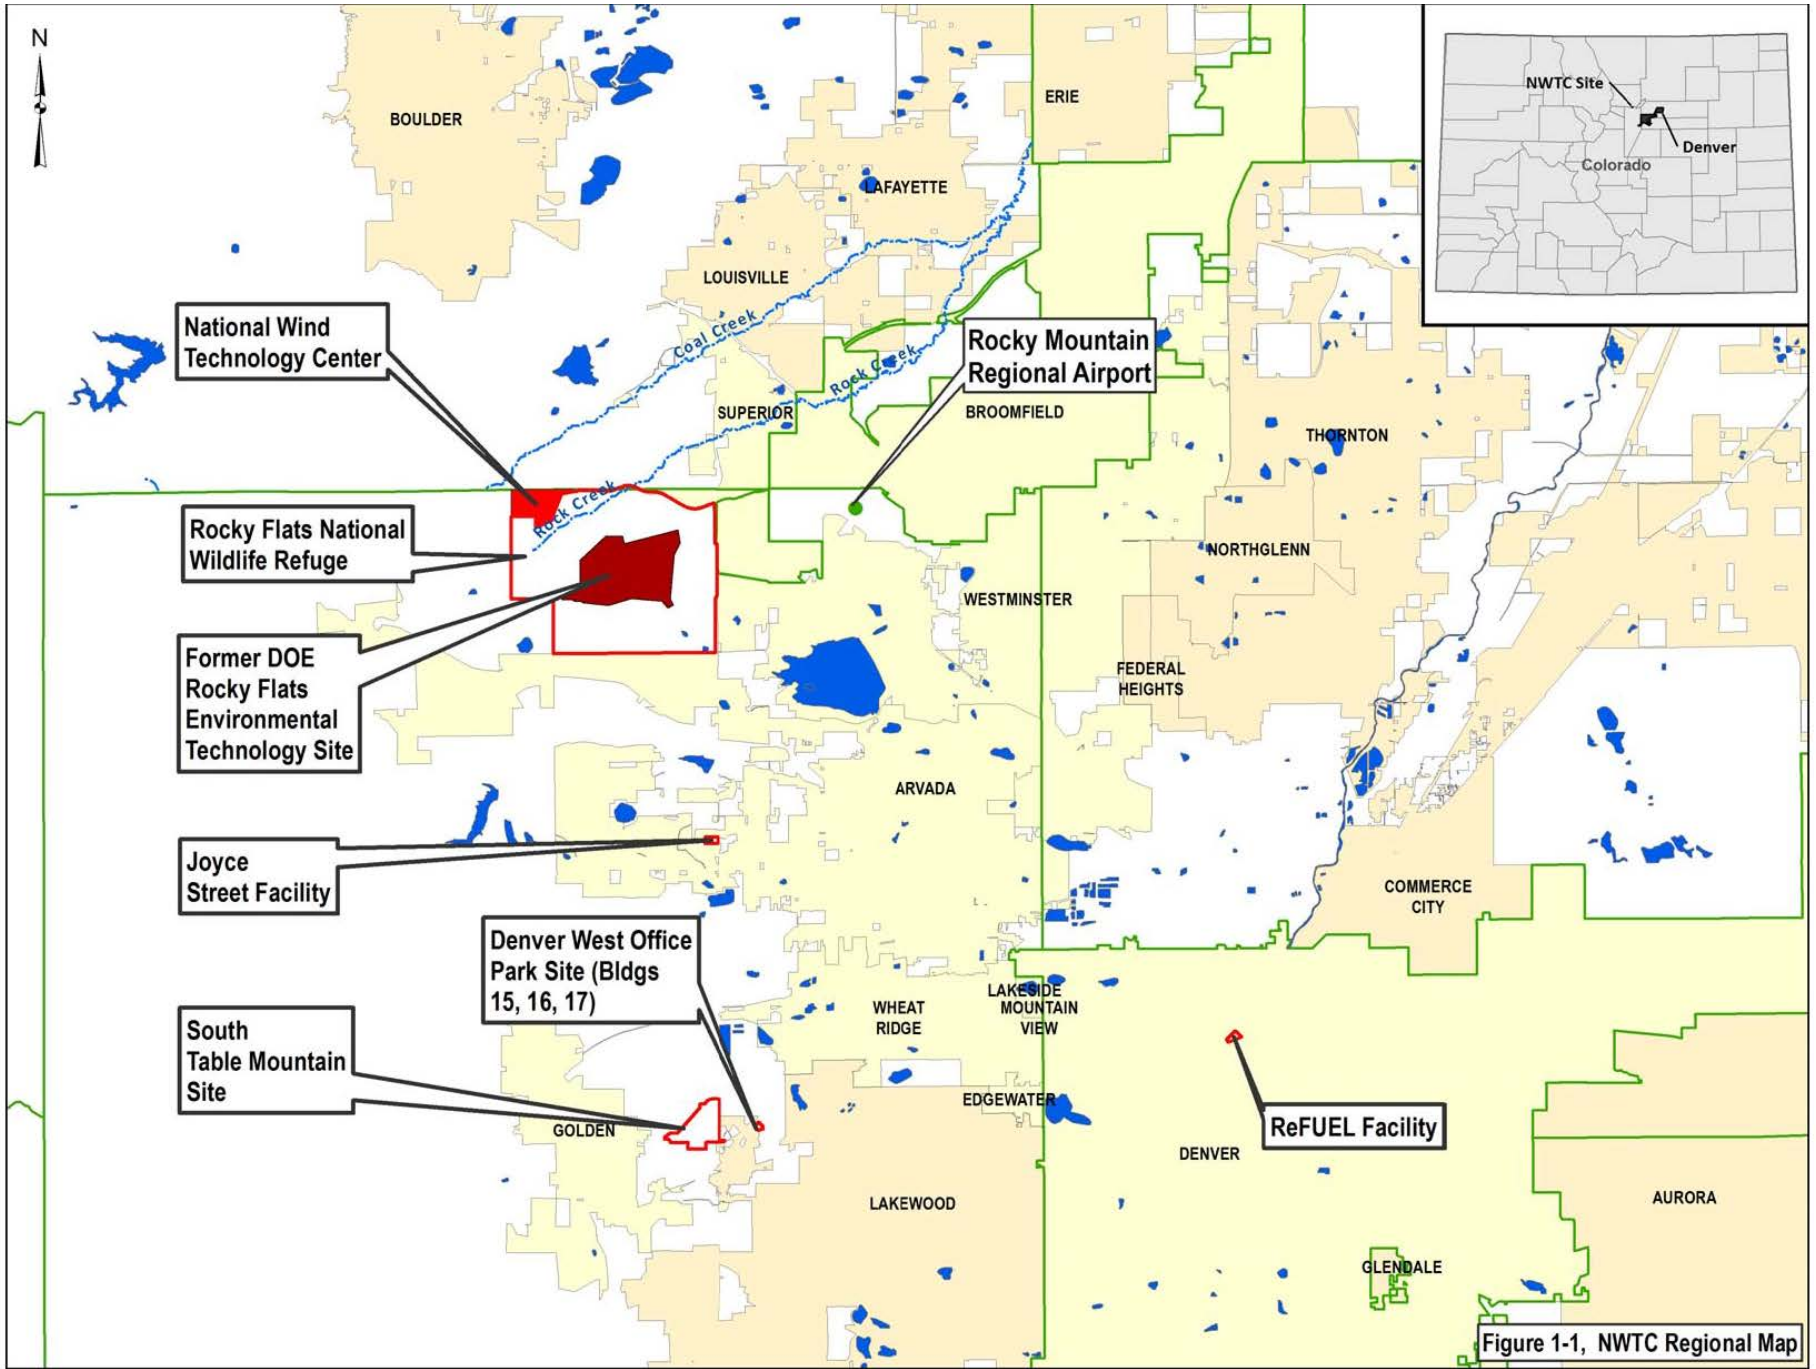 N
BOULDER
ERIE
NWTC Site
Denver
Colorado
LAFAYETTE
LOUISVILLE
National Wind
Technology Center
Coal Creek
Rock Creek
Rocky Mountain
Regional Airport
SUPERIOR
BROOMFIELD
THORNTON
Rock Creek
Rocky Flats National
Wildlife Refuge
NORTHGLENN
WESTMINSTER
FEDERAL
HEIGHTS
Former DOE
Rocky Flats
Environmental
Technology Site
ARVADA
Joyce
Street Facility
COMMERCE
CITY
Denver West Office
Park Site (Bldgs
15, 16, 17)
WHEAT
RIDGE
LAKESIDE
MOUNTAIN
VIEW
South
Table Mountain
Site
EDGEWATER
GOLDEN
ReFUEL Facility
DENVER
LAKEWOOD
AURORA
GLENDALE
Figure 1-1, NWTC Regional Map